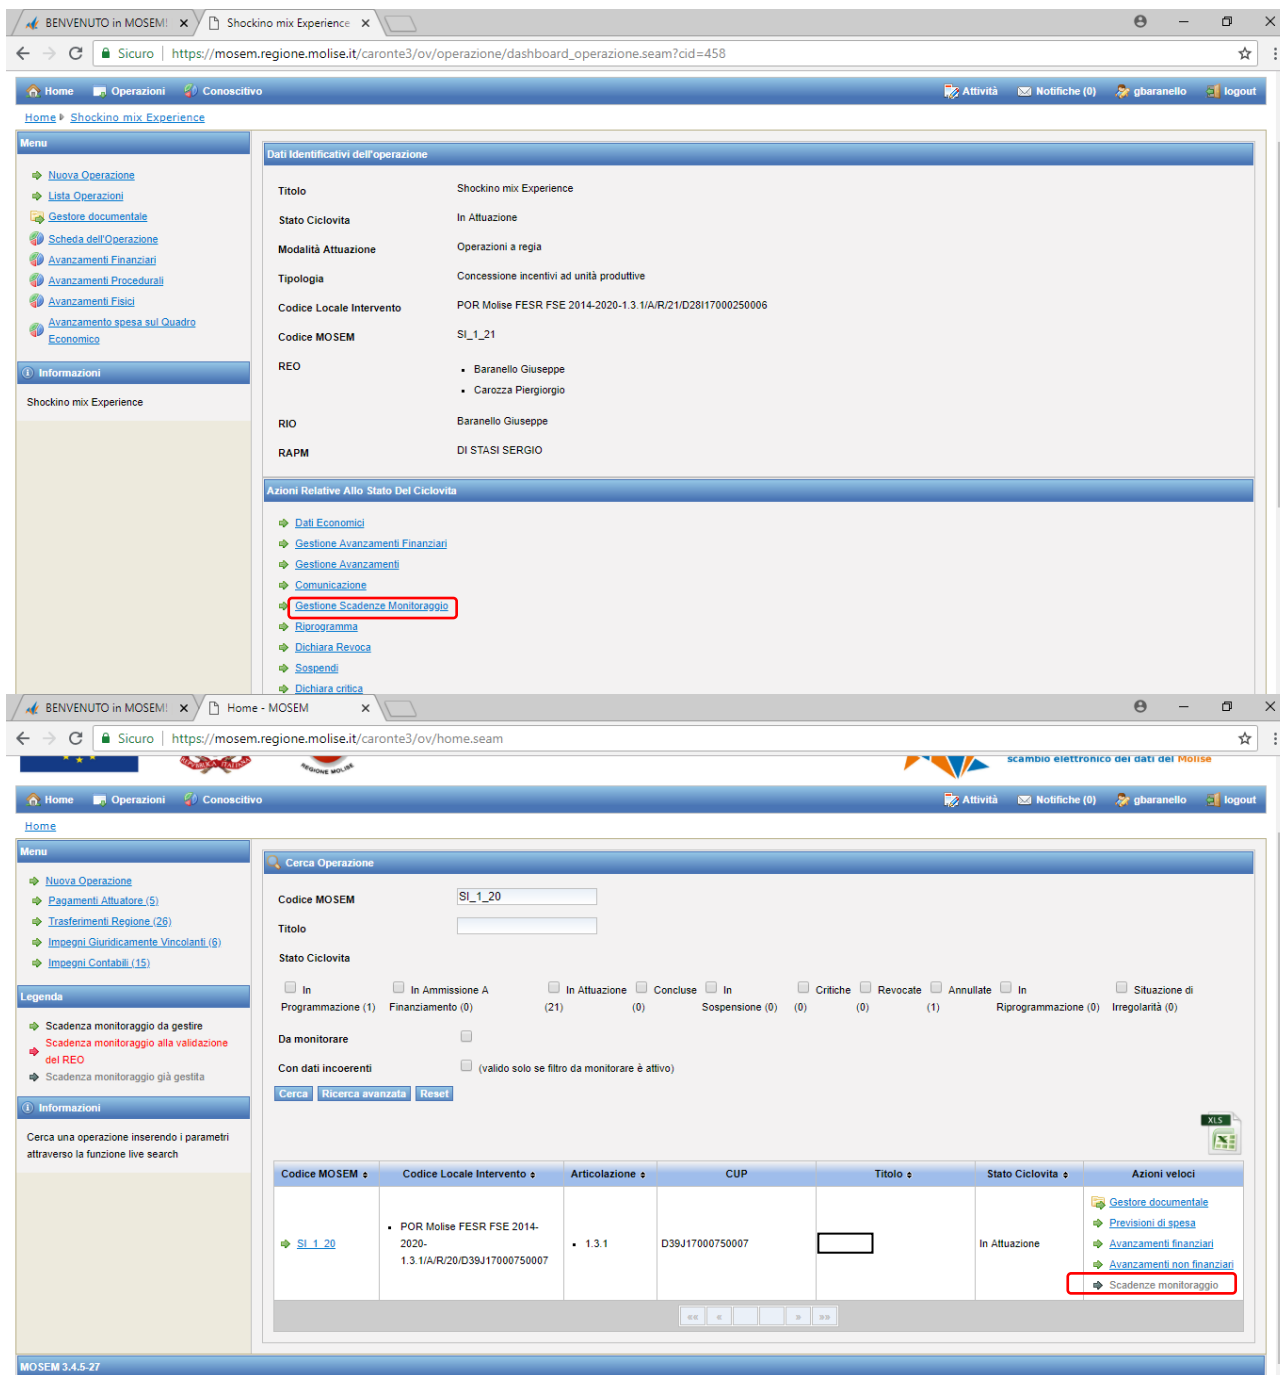 BENVENUTO in MOSEM!
Shockino mix Experience
Sicuro | https://mosem.regione.molise.it/caronte3/ov/operazione/dashboard_operazione.seam?cid=458
Home Operazioni Conoscitivo Attività Notifiche (0) gbaranello logout
Home Shockino mix Experience
Menu
Nuova Operazione
Lista Operazioni
Gestore documentale
Scheda dell'Operazione
Avanzamenti Finanziari
Avanzamenti Procedurali
Avanzamenti Fisici
Avanzamento spesa sul Quadro
Economico
Informazioni
Shockino mix Experience
Dati Identificativi dell'operazione
Titolo Shockino mix Experience
Stato Ciclovita In Attuazione
Modalità Attuazione Operazioni a regia
Tipologia Concessione incentivi ad unità produttive
Codice Locale Intervento POR Molise FESR FSE 2014-2020-1.3.1/A/R/21/D28I17000250006
Codice MOSEM SI_1_21
REO • Baranello Giuseppe
• Carozza Piergiorgio
RIO Baranello Giuseppe
RAPM DI STASI SERGIO
Azioni Relative Allo Stato Del Ciclovita
Dati Economici
Gestione Avanzamenti Finanziari
Gestione Avanzamenti
Comunicazione
Gestione Scadenze Monitoraggio
Riprogramma
Dichiara Revoca
Sospendi
Dichiara critica
BENVENUTO in MOSEM!
Home - MOSEM
Sicuro | https://mosem.regione.molise.it/caronte3/ov/home.seam
REPUBBLICA ITALIANA
REGIONE MOLISE
scambio elettronico dei dati del Molise
Home Operazioni Conoscitivo Attività Notifiche (0) gbaranello logout
Home
Menu
Nuova Operazione
Pagamenti Attuatore (5)
Trasferimenti Regione (26)
Impegni Giuridicamente Vincolanti (6)
Impegni Contabili (15)
Legenda
Scadenza monitoraggio da gestire
Scadenza monitoraggio alla validazione
del REO
Scadenza monitoraggio già gestita
Informazioni
Cerca una operazione inserendo i parametri
attraverso la funzione live search
Cerca Operazione
Codice MOSEM SI_1_20
Titolo
Stato Ciclovita
In In Ammissione A In Attuazione Concluse In Critiche Revocate Annullate In Situazione di
Programmazione (1) Finanziamento (0) (21) (0) Sospensione (0) (0) (0) (1) Riprogrammazione (0) Irregolarità (0)
Da monitorare
Con dati incoerenti (valido solo se filtro da monitorare è attivo)
Cerca Ricerca avanzata Reset
XLS
Codice MOSEM Codice Locale Intervento Articolazione CUP Titolo Stato Ciclovita Azioni veloci
SI_1_20
• POR Molise FESR FSE 2014-
2020-
1.3.1/A/R/20/D39J17000750007
• 1.3.1
D39J17000750007
In Attuazione
Gestore documentale
Previsioni di spesa
Avanzamenti finanziari
Avanzamenti non finanziari
Scadenze monitoraggio
«« « » »»
MOSEM 3.4.5-27